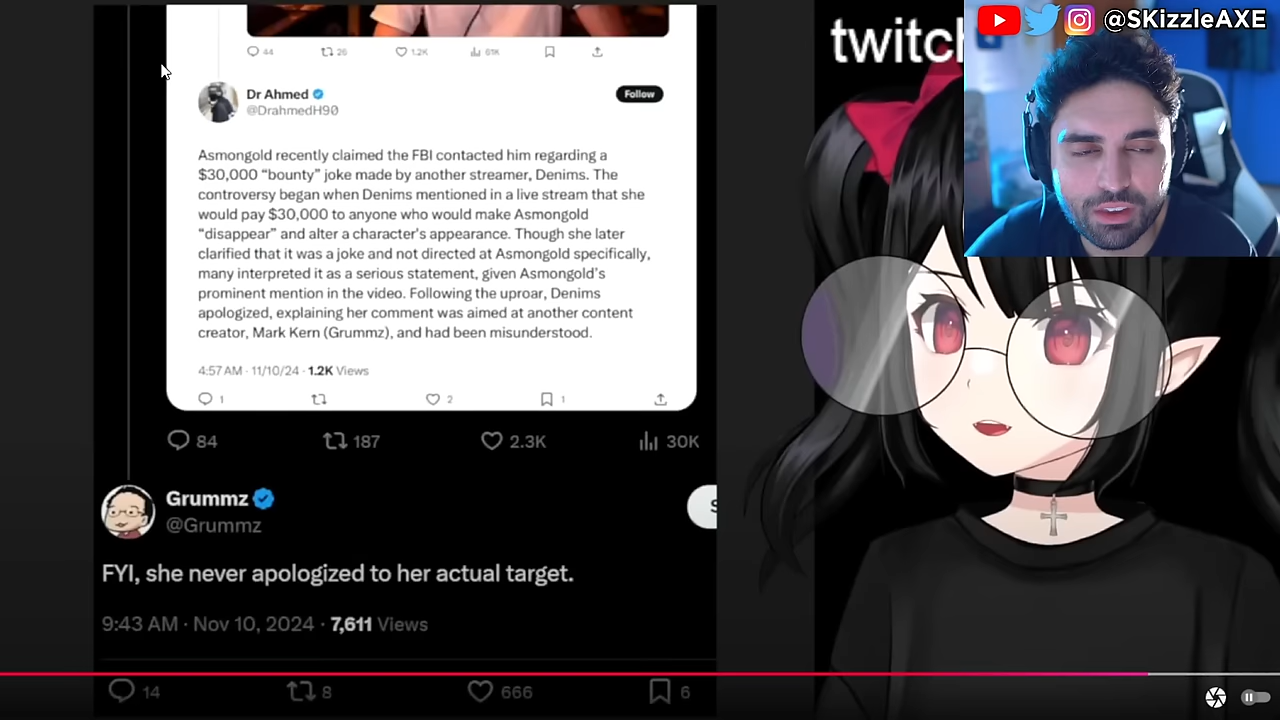 twitch
@SKizzleAXE
44 26 1.2K 61K
Dr Ahmed
@DrahmedH90
Follow
Asmongold recently claimed the FBI contacted him regarding a
$30,000 “bounty” joke made by another streamer, Denims. The
controversy began when Denims mentioned in a live stream that she
would pay $30,000 to anyone who would make Asmongold
“disappear” and alter a character's appearance. Though she later
clarified that it was a joke and not directed at Asmongold specifically,
many interpreted it as a serious statement, given Asmongold's
prominent mention in the video. Following the uproar, Denims
apologized, explaining her comment was aimed at another content
creator, Mark Kern (Grummz), and had been misunderstood.
4:57 AM · 11/10/24 · 1.2K Views
1 2 1
84 187 2.3K 30K
Grummz
@Grummz
FYI, she never apologized to her actual target.
9:43 AM · Nov 10, 2024 · 7,611 Views
14 8 666 6